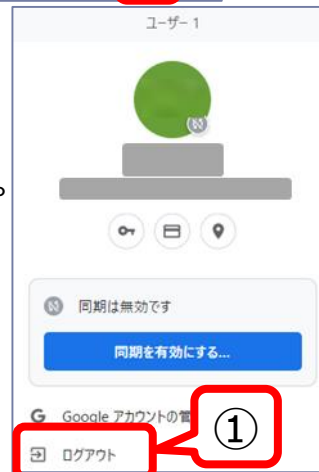 ユーザー 1
。
同期は無効です
同期を有効にする...
G Google アカウントの管
ログアウト
①